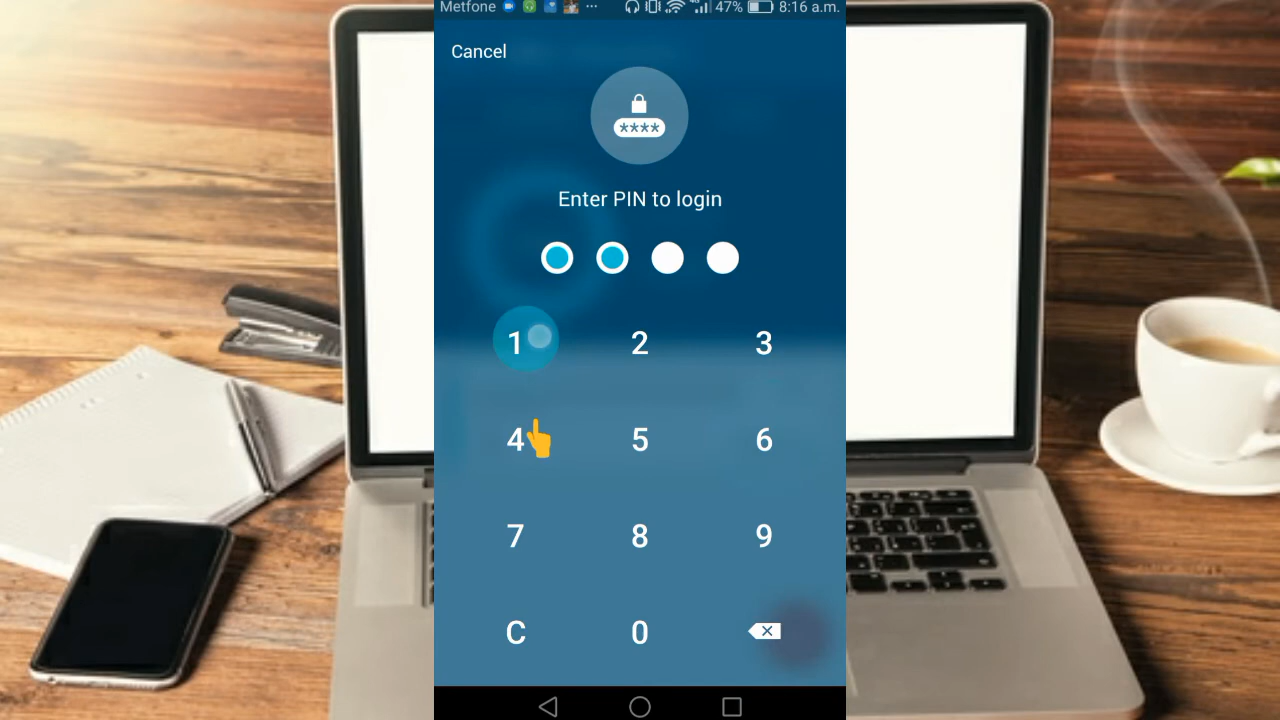 Metfone 47% 8:16 a.m.
Cancel
****
Enter PIN to login
1 2 3
4 5 6
7 8 9
C 0